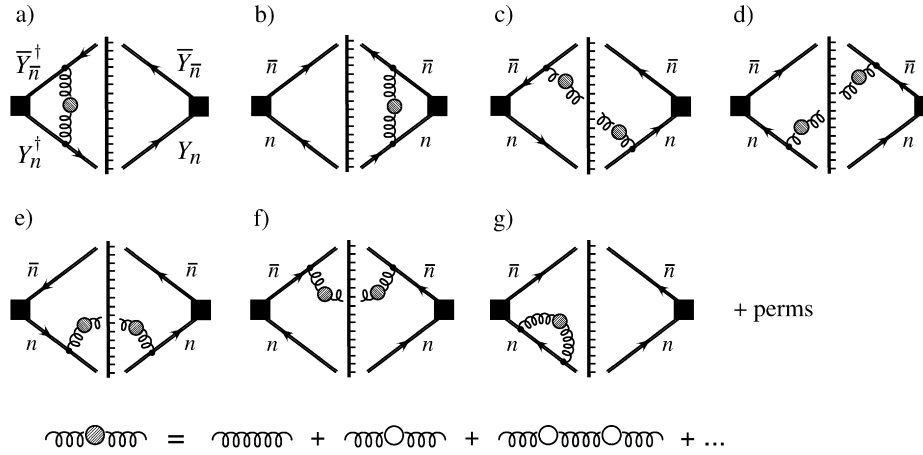 a) b) c) d)
Y̅n̅† Y̅n̅ n̅ n̅ n̅ n̅ n̅ n̅
Yn† Yn n n n n n n
e) f) g)
n̅ n̅ n̅ n̅ n̅ n̅
+ perms
n n n n n n
= + + + ...